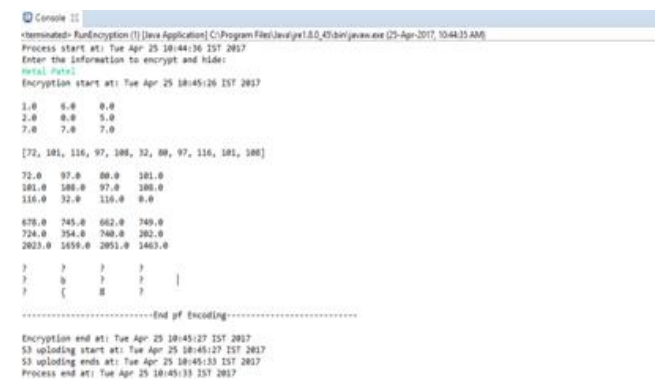 Console
<terminated> RunEncryption (1) [Java Application] C:\Program Files\Java\jre1.8.0_45\bin\javaw.exe (25-Apr-2017, 10:44:35 AM)
Process start at: Tue Apr 25 10:44:36 IST 2017
Enter the information to encrypt and hide:
Hetal Patel
Encryption start at: Tue Apr 25 10:45:26 IST 2017
1.0 6.0 0.0
2.0 0.0 5.0
7.0 7.0 7.0
[72, 101, 116, 97, 108, 32, 80, 97, 116, 101, 108]
72.0 97.0 80.0 101.0
101.0 108.0 97.0 108.0
116.0 32.0 116.0 0.0
678.0 745.0 662.0 749.0
724.0 354.0 740.0 202.0
2023.0 1659.0 2051.0 1463.0
? ? ? ?
? b ? ?
? { ?
---------------------------End pf Encoding---------------------------
Encryption end at: Tue Apr 25 10:45:27 IST 2017
S3 uploding start at: Tue Apr 25 10:45:27 IST 2017
S3 uploding ends at: Tue Apr 25 10:45:33 IST 2017
Process end at: Tue Apr 25 10:45:33 IST 2017